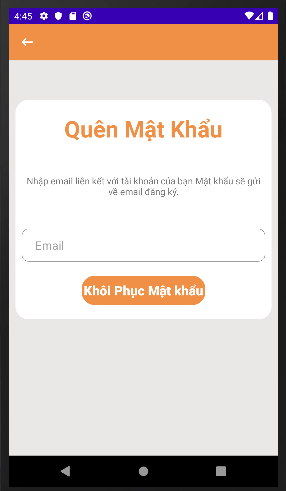 4:45
Quên Mật Khẩu
Nhập email liên kết với tài khoản của bạn Mật khẩu sẽ gửi
về email đăng ký.
Email
Khôi Phục Mật khẩu